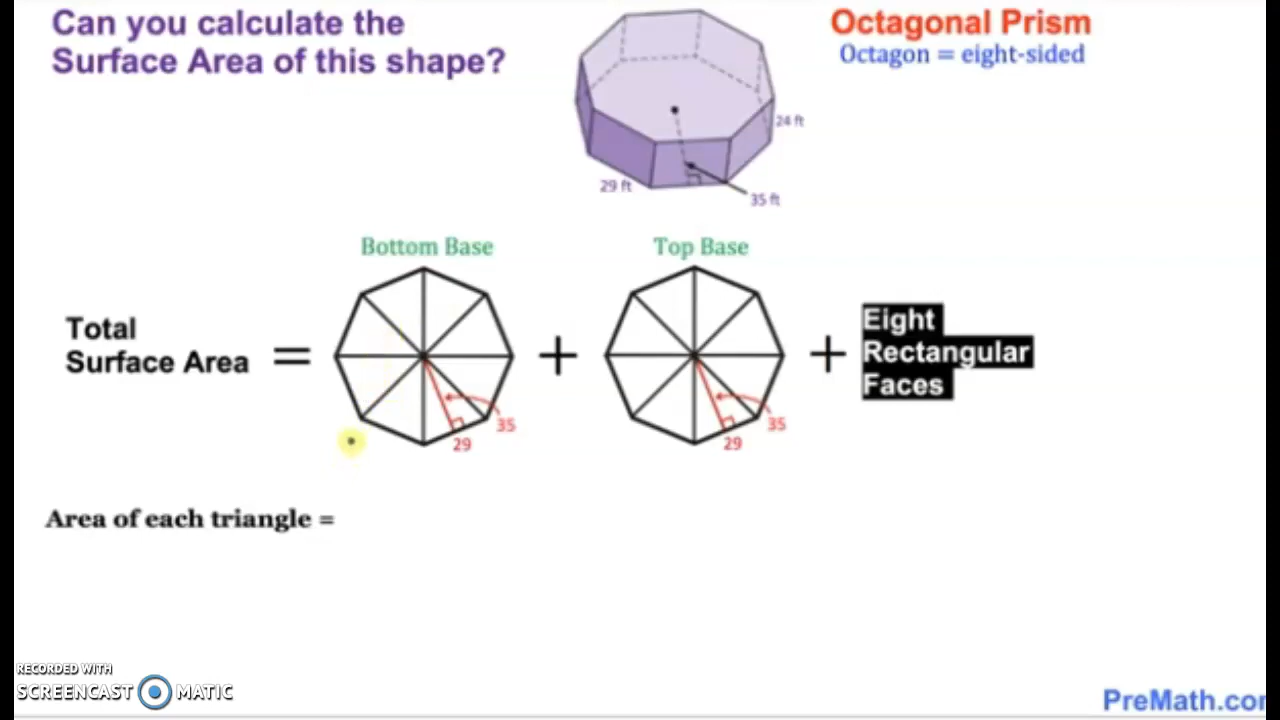 Can you calculate the
Surface Area of this shape?
Octagonal Prism
Octagon = eight-sided
24 ft
29 ft
35 ft
Bottom Base
Top Base
Total
Surface Area
=
+
+
Eight
Rectangular
Faces
35
29
35
29
Area of each triangle =
RECORDED WITH
SCREENCAST MATIC
PreMath.com